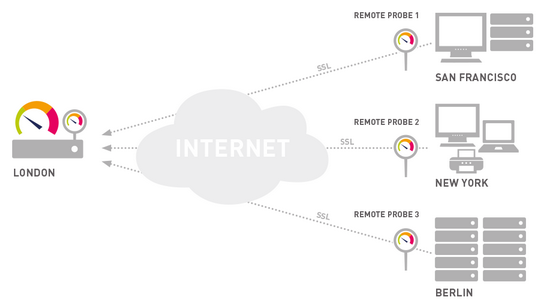 REMOTE PROBE 1
SSL
SAN FRANCISCO
INTERNET
LONDON
REMOTE PROBE 2
SSL
NEW YORK
REMOTE PROBE 3
SSL
BERLIN